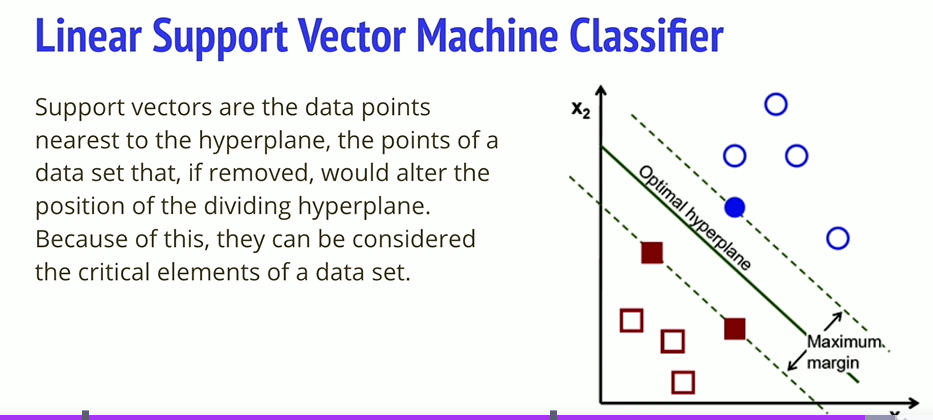 Linear Support Vector Machine Classifier
Support vectors are the data points
nearest to the hyperplane, the points of a
data set that, if removed, would alter the
position of the dividing hyperplane.
Because of this, they can be considered
the critical elements of a data set.
X2
Optimal hyperplane
Maximum
margin